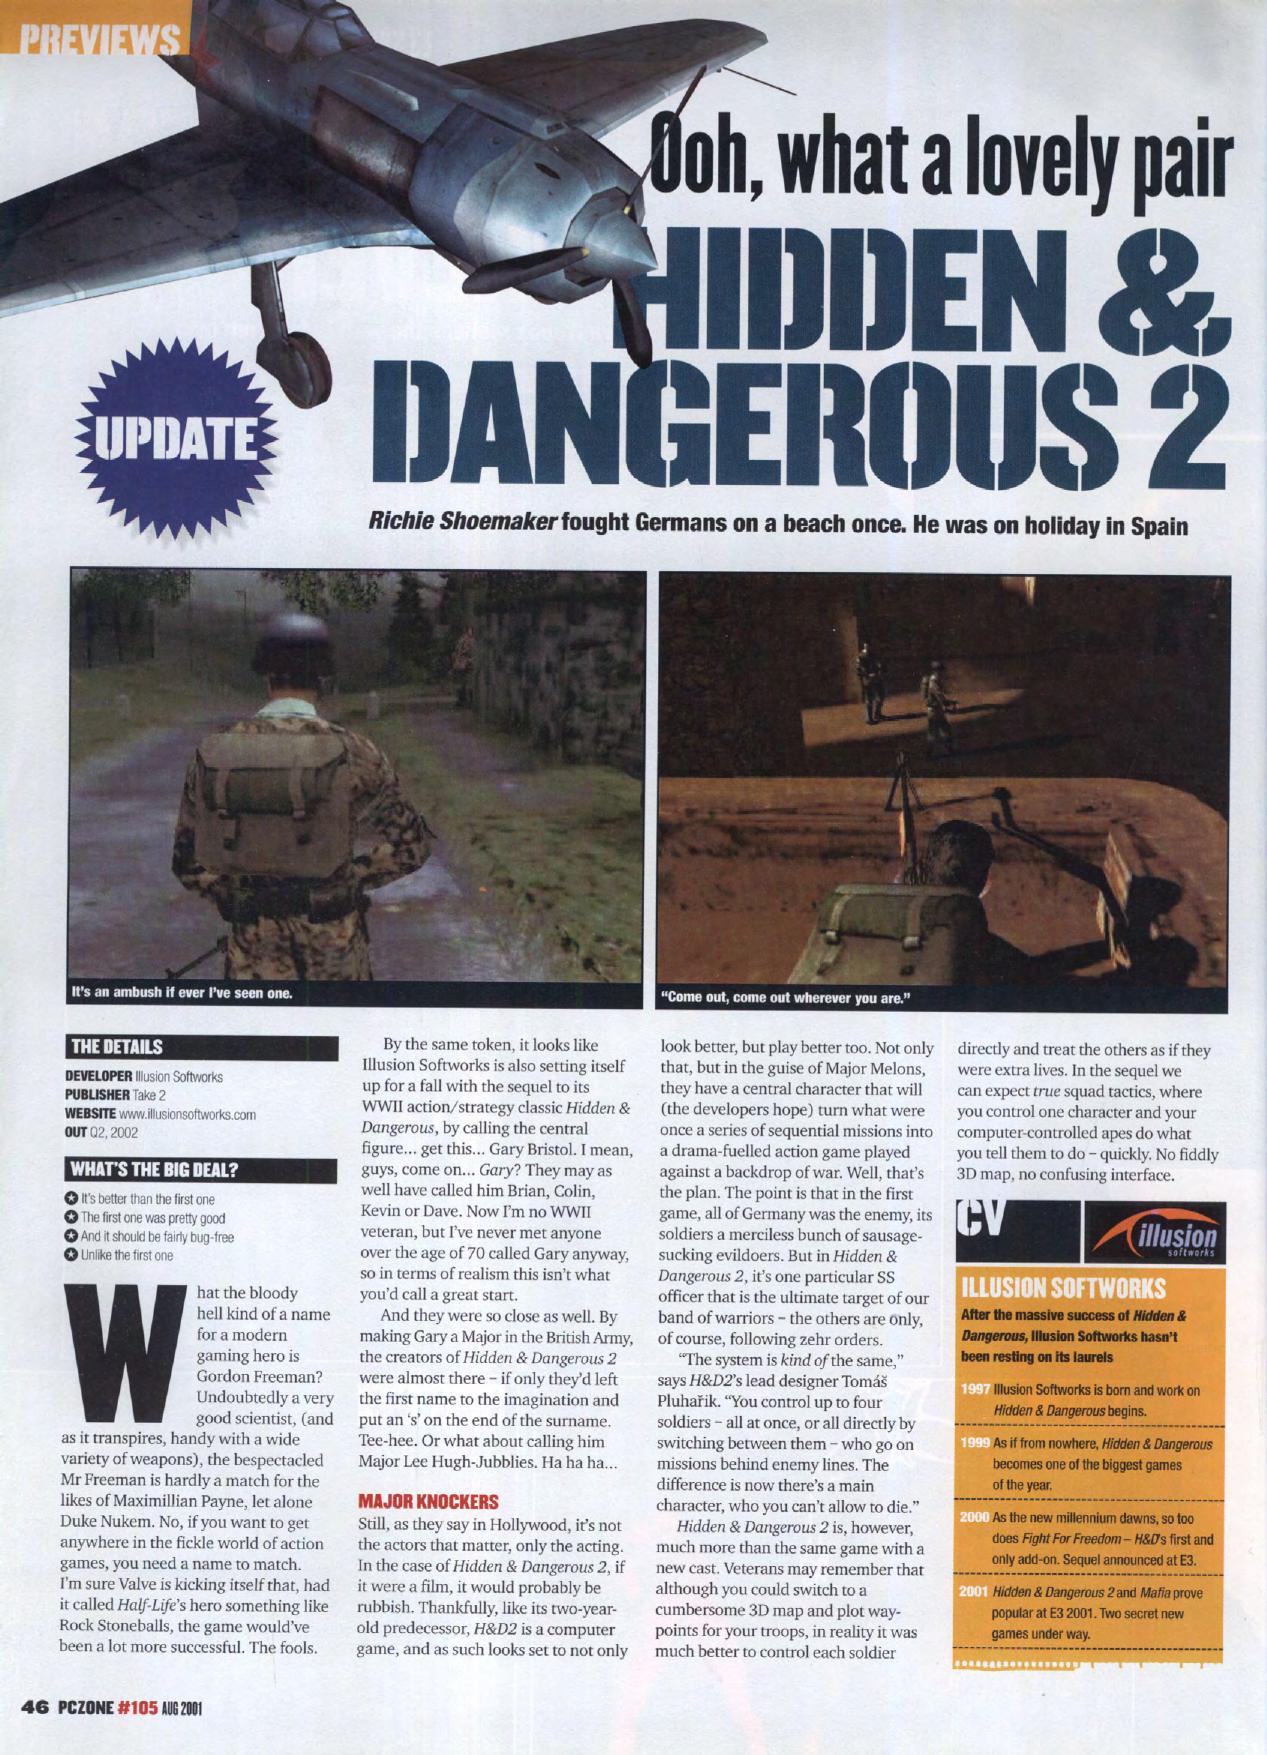 PREVIEWS
Ooh, what a lovely pair
HIDDEN &
DANGEROUS 2
UPDATE
Richie Shoemaker fought Germans on a beach once. He was on holiday in Spain
It's an ambush if ever I've seen one.
"Come out, come out wherever you are."
THE DETAILS
DEVELOPER Illusion Softworks
PUBLISHER Take 2
WEBSITE www.illusionsoftworks.com
OUT Q2, 2002
WHAT'S THE BIG DEAL?
It's better than the first one
The first one was pretty good
And it should be fairly bug-free
Unlike the first one
What the bloody
hell kind of a name
for a modern
gaming hero is
Gordon Freeman?
Undoubtedly a very
good scientist, (and
as it transpires, handy with a wide
variety of weapons), the bespectacled
Mr Freeman is hardly a match for the
likes of Maximillian Payne, let alone
Duke Nukem. No, if you want to get
anywhere in the fickle world of action
games, you need a name to match.
I'm sure Valve is kicking itself that, had
it called Half-Life's hero something like
Rock Stoneballs, the game would've
been a lot more successful. The fools.
By the same token, it looks like
Illusion Softworks is also setting itself
up for a fall with the sequel to its
WWII action/strategy classic Hidden &
Dangerous, by calling the central
figure... get this... Gary Bristol. I mean,
guys, come on... Gary? They may as
well have called him Brian, Colin,
Kevin or Dave. Now I'm no WWII
veteran, but I've never met anyone
over the age of 70 called Gary anyway,
so in terms of realism this isn't what
you'd call a great start.
And they were so close as well. By
making Gary a Major in the British Army,
the creators of Hidden & Dangerous 2
were almost there – if only they'd left
the first name to the imagination and
put an 's' on the end of the surname.
Tee-hee. Or what about calling him
Major Lee Hugh-Jubblies. Ha ha ha...
MAJOR KNOCKERS
Still, as they say in Hollywood, it's not
the actors that matter, only the acting.
In the case of Hidden & Dangerous 2, if
it were a film, it would probably be
rubbish. Thankfully, like its two-year-
old predecessor, H&D2 is a computer
game, and as such looks set to not only
look better, but play better too. Not only
that, but in the guise of Major Melons,
they have a central character that will
(the developers hope) turn what were
once a series of sequential missions into
a drama-fuelled action game played
against a backdrop of war. Well, that's
the plan. The point is that in the first
game, all of Germany was the enemy, its
soldiers a merciless bunch of sausage-
sucking evildoers. But in Hidden &
Dangerous 2, it's one particular SS
officer that is the ultimate target of our
band of warriors – the others are only,
of course, following zehr orders.
"The system is kind of the same,"
says H&D2's lead designer Tomáš
Pluhařík. "You control up to four
soldiers – all at once, or all directly by
switching between them – who go on
missions behind enemy lines. The
difference is now there's a main
character, who you can't allow to die."
Hidden & Dangerous 2 is, however,
much more than the same game with a
new cast. Veterans may remember that
although you could switch to a
cumbersome 3D map and plot way-
points for your troops, in reality it was
much better to control each soldier
directly and treat the others as if they
were extra lives. In the sequel we
can expect true squad tactics, where
you control one character and your
computer-controlled apes do what
you tell them to do – quickly. No fiddly
3D map, no confusing interface.
CV
illusion
softworks
ILLUSION SOFTWORKS
After the massive success of Hidden &
Dangerous, Illusion Softworks hasn't
been resting on its laurels
1997 Illusion Softworks is born and work on
Hidden & Dangerous begins.
1999 As if from nowhere, Hidden & Dangerous
becomes one of the biggest games
of the year.
2000 As the new millennium dawns, so too
does Fight For Freedom – H&D's first and
only add-on. Sequel announced at E3.
2001 Hidden & Dangerous 2 and Mafia prove
popular at E3 2001. Two secret new
games under way.
46 PCZONE #105 AUG 2001